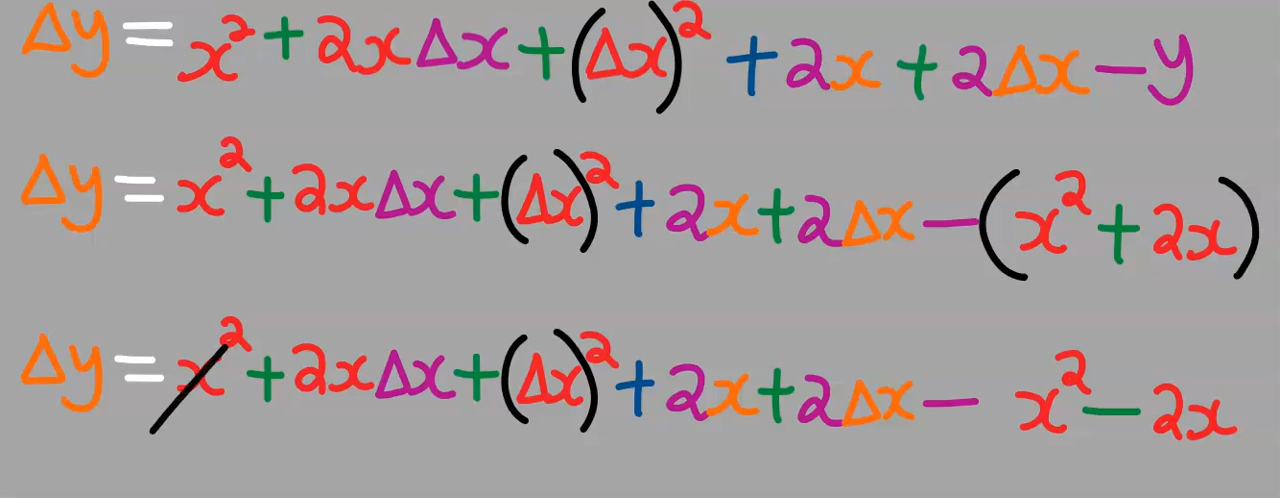 Δy = x² + 2xΔx + (Δx)² + 2x + 2Δx − y
Δy = x² + 2xΔx + (Δx)² + 2x + 2Δx − (x² + 2x)
Δy = x² + 2xΔx + (Δx)² + 2x + 2Δx − x² − 2x